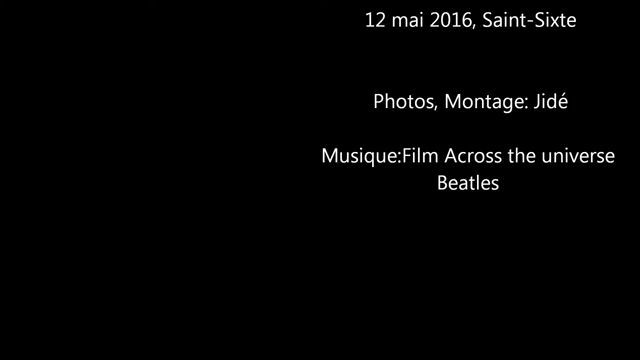 12 mai 2016, Saint-Sixte
Photos, Montage: Jidé
Musique:Film Across the universe
Beatles